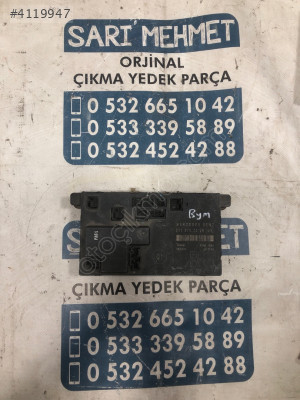 #4119947
SARI MEHMET
ORJİNAL
ÇIKMA YEDEK PARÇA
0 532 665 10 42
0 533 339 58 89
0 532 452 42 88
Bym
ÇIKMA YEDEK PARÇA
0 532 665 10 42
0 533 339 58 89
0 532 452 42 88